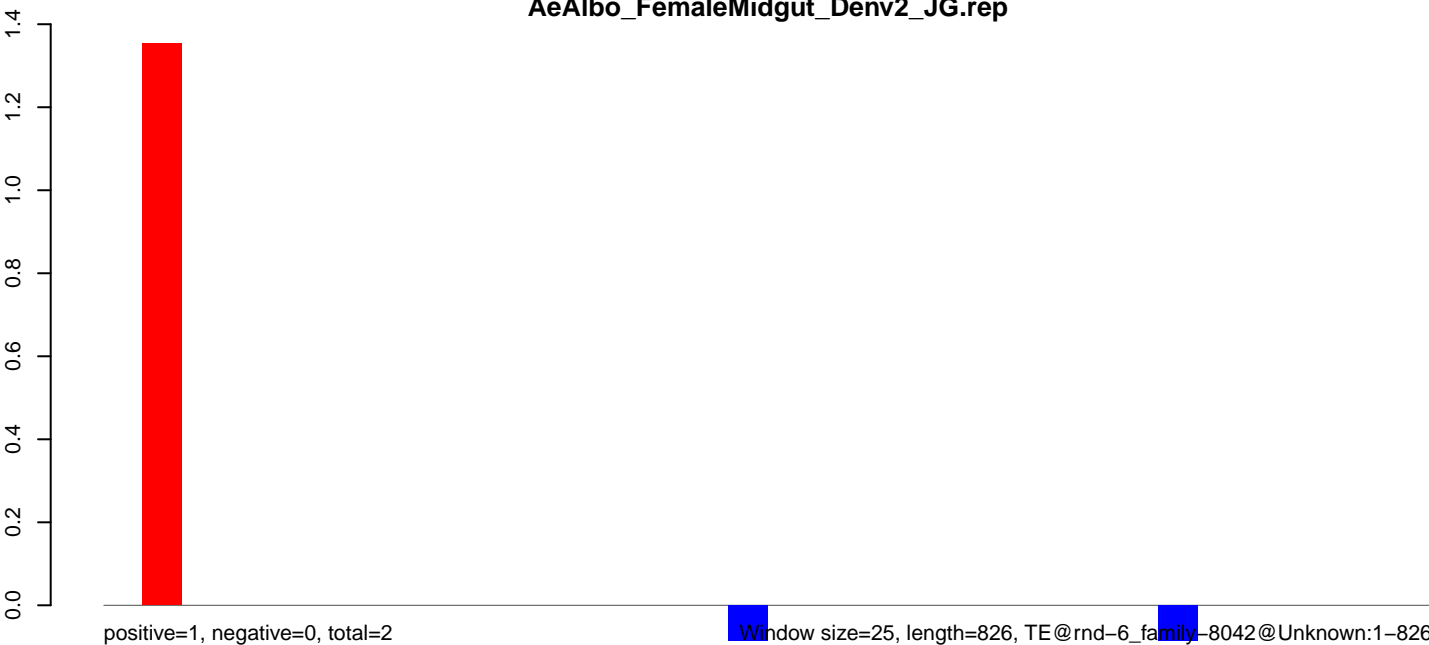 AeAlbo_FemaleMidgut_Denv2_JG.rep
1.4
1.2
1.0
0.8
0.6
0.4
0.2
0.0
positive=1, negative=0, total=2
Window size=25, length=826, TE@rnd−6_family−8042@Unknown:1−826